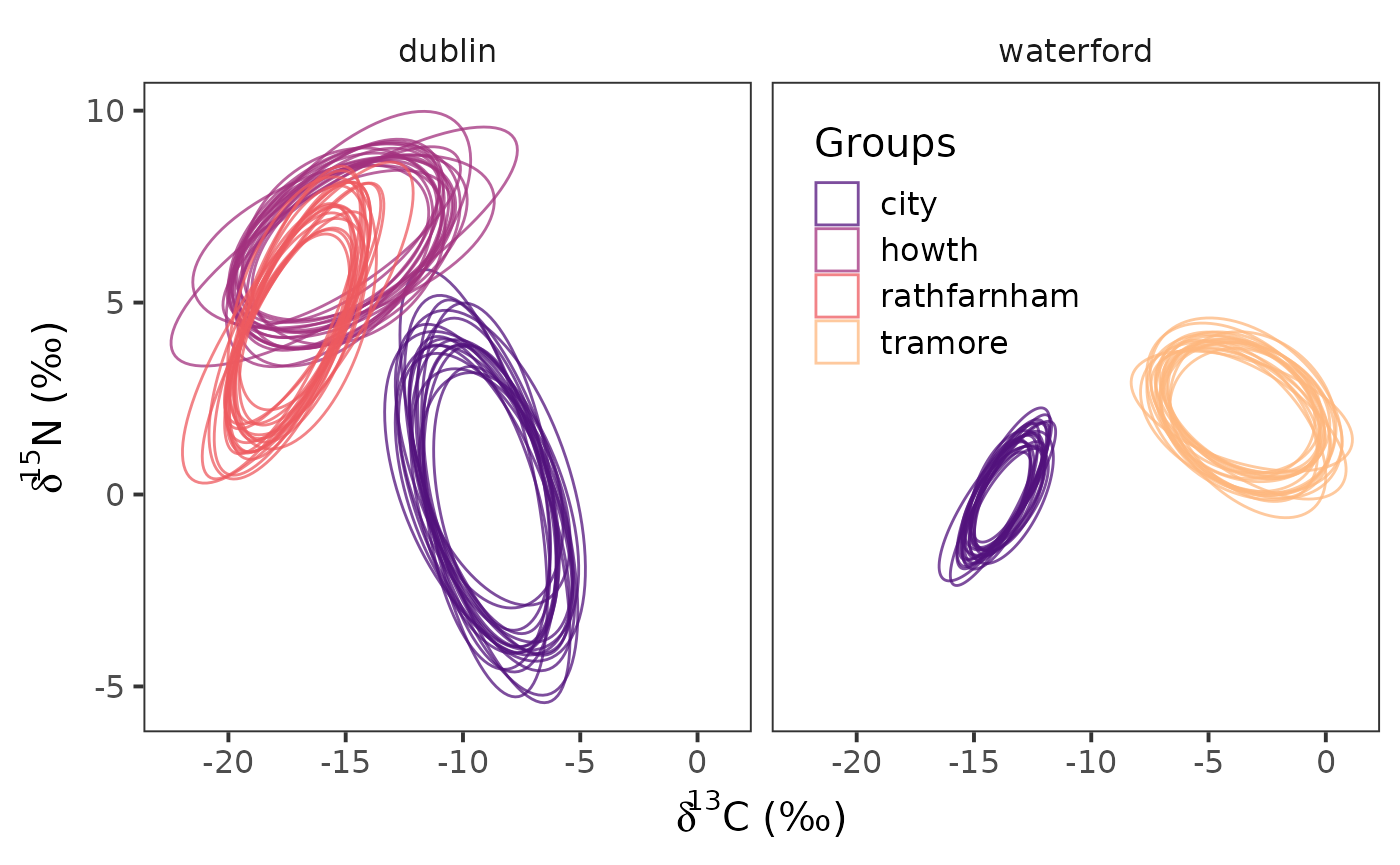 dublin
waterford
10
5
0
-5
δ¹⁵N (‰)
Groups
city
howth
rathfarnham
tramore
-20 -15 -10 -5 0
-20 -15 -10 -5 0
δ¹³C (‰)